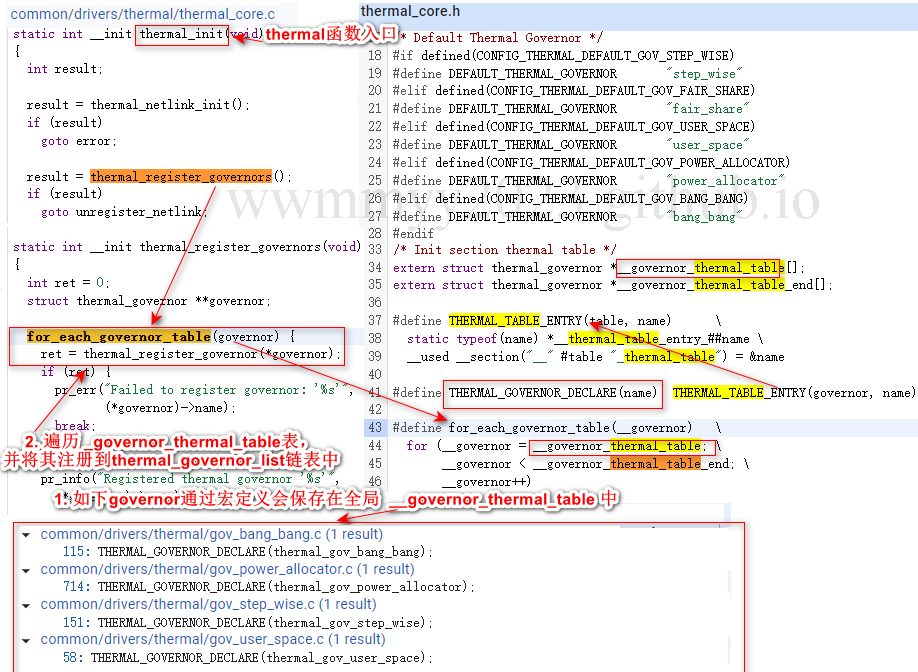 common/drivers/thermal/thermal_core.c
static int __init thermal_init(void)
thermal函数入口
{
int result;
result = thermal_netlink_init();
if (result)
goto error;
result = thermal_register_governors();
if (result)
goto unregister_netlink;
static int __init thermal_register_governors(void)
{
int ret = 0;
struct thermal_governor **governor;
for_each_governor_table(governor) {
ret = thermal_register_governor(*governor);
if (ret) {
pr_err("Failed to register governor: '%s'",
(*governor)->name);
break;
2. 遍历__governor_thermal_table表，
并将其注册到thermal_governor_list链表中
pr_info("Registered thermal governor '%s'",
thermal_core.h
* Default Thermal Governor */
18 #if defined(CONFIG_THERMAL_DEFAULT_GOV_STEP_WISE)
19 #define DEFAULT_THERMAL_GOVERNOR "step_wise"
20 #elif defined(CONFIG_THERMAL_DEFAULT_GOV_FAIR_SHARE)
21 #define DEFAULT_THERMAL_GOVERNOR "fair_share"
22 #elif defined(CONFIG_THERMAL_DEFAULT_GOV_USER_SPACE)
23 #define DEFAULT_THERMAL_GOVERNOR "user_space"
24 #elif defined(CONFIG_THERMAL_DEFAULT_GOV_POWER_ALLOCATOR)
25 #define DEFAULT_THERMAL_GOVERNOR "power_allocator"
26 #elif defined(CONFIG_THERMAL_DEFAULT_GOV_BANG_BANG)
27 #define DEFAULT_THERMAL_GOVERNOR "bang_bang"
28 #endif
33 /* Init section thermal table */
34 extern struct thermal_governor *__governor_thermal_table[];
35 extern struct thermal_governor *__governor_thermal_table_end[];
36
37 #define THERMAL_TABLE_ENTRY(table, name) \
38 static typeof(name) *__thermal_table_entry_##name \
39 __used __section("__" #table "_thermal_table") = &name
40
41 #define THERMAL_GOVERNOR_DECLARE(name) THERMAL_TABLE_ENTRY(governor, name)
42
43 #define for_each_governor_table(__governor) \
44 for (__governor = __governor_thermal_table; \
45 __governor < __governor_thermal_table_end; \
46 __governor++)
1.如下governor通过宏定义会保存在全局 __governor_thermal_table 中
common/drivers/thermal/gov_bang_bang.c (1 result)
115: THERMAL_GOVERNOR_DECLARE(thermal_gov_bang_bang);
common/drivers/thermal/gov_power_allocator.c (1 result)
714: THERMAL_GOVERNOR_DECLARE(thermal_gov_power_allocator);
common/drivers/thermal/gov_step_wise.c (1 result)
151: THERMAL_GOVERNOR_DECLARE(thermal_gov_step_wise);
common/drivers/thermal/gov_user_space.c (1 result)
58: THERMAL_GOVERNOR_DECLARE(thermal_gov_user_space);